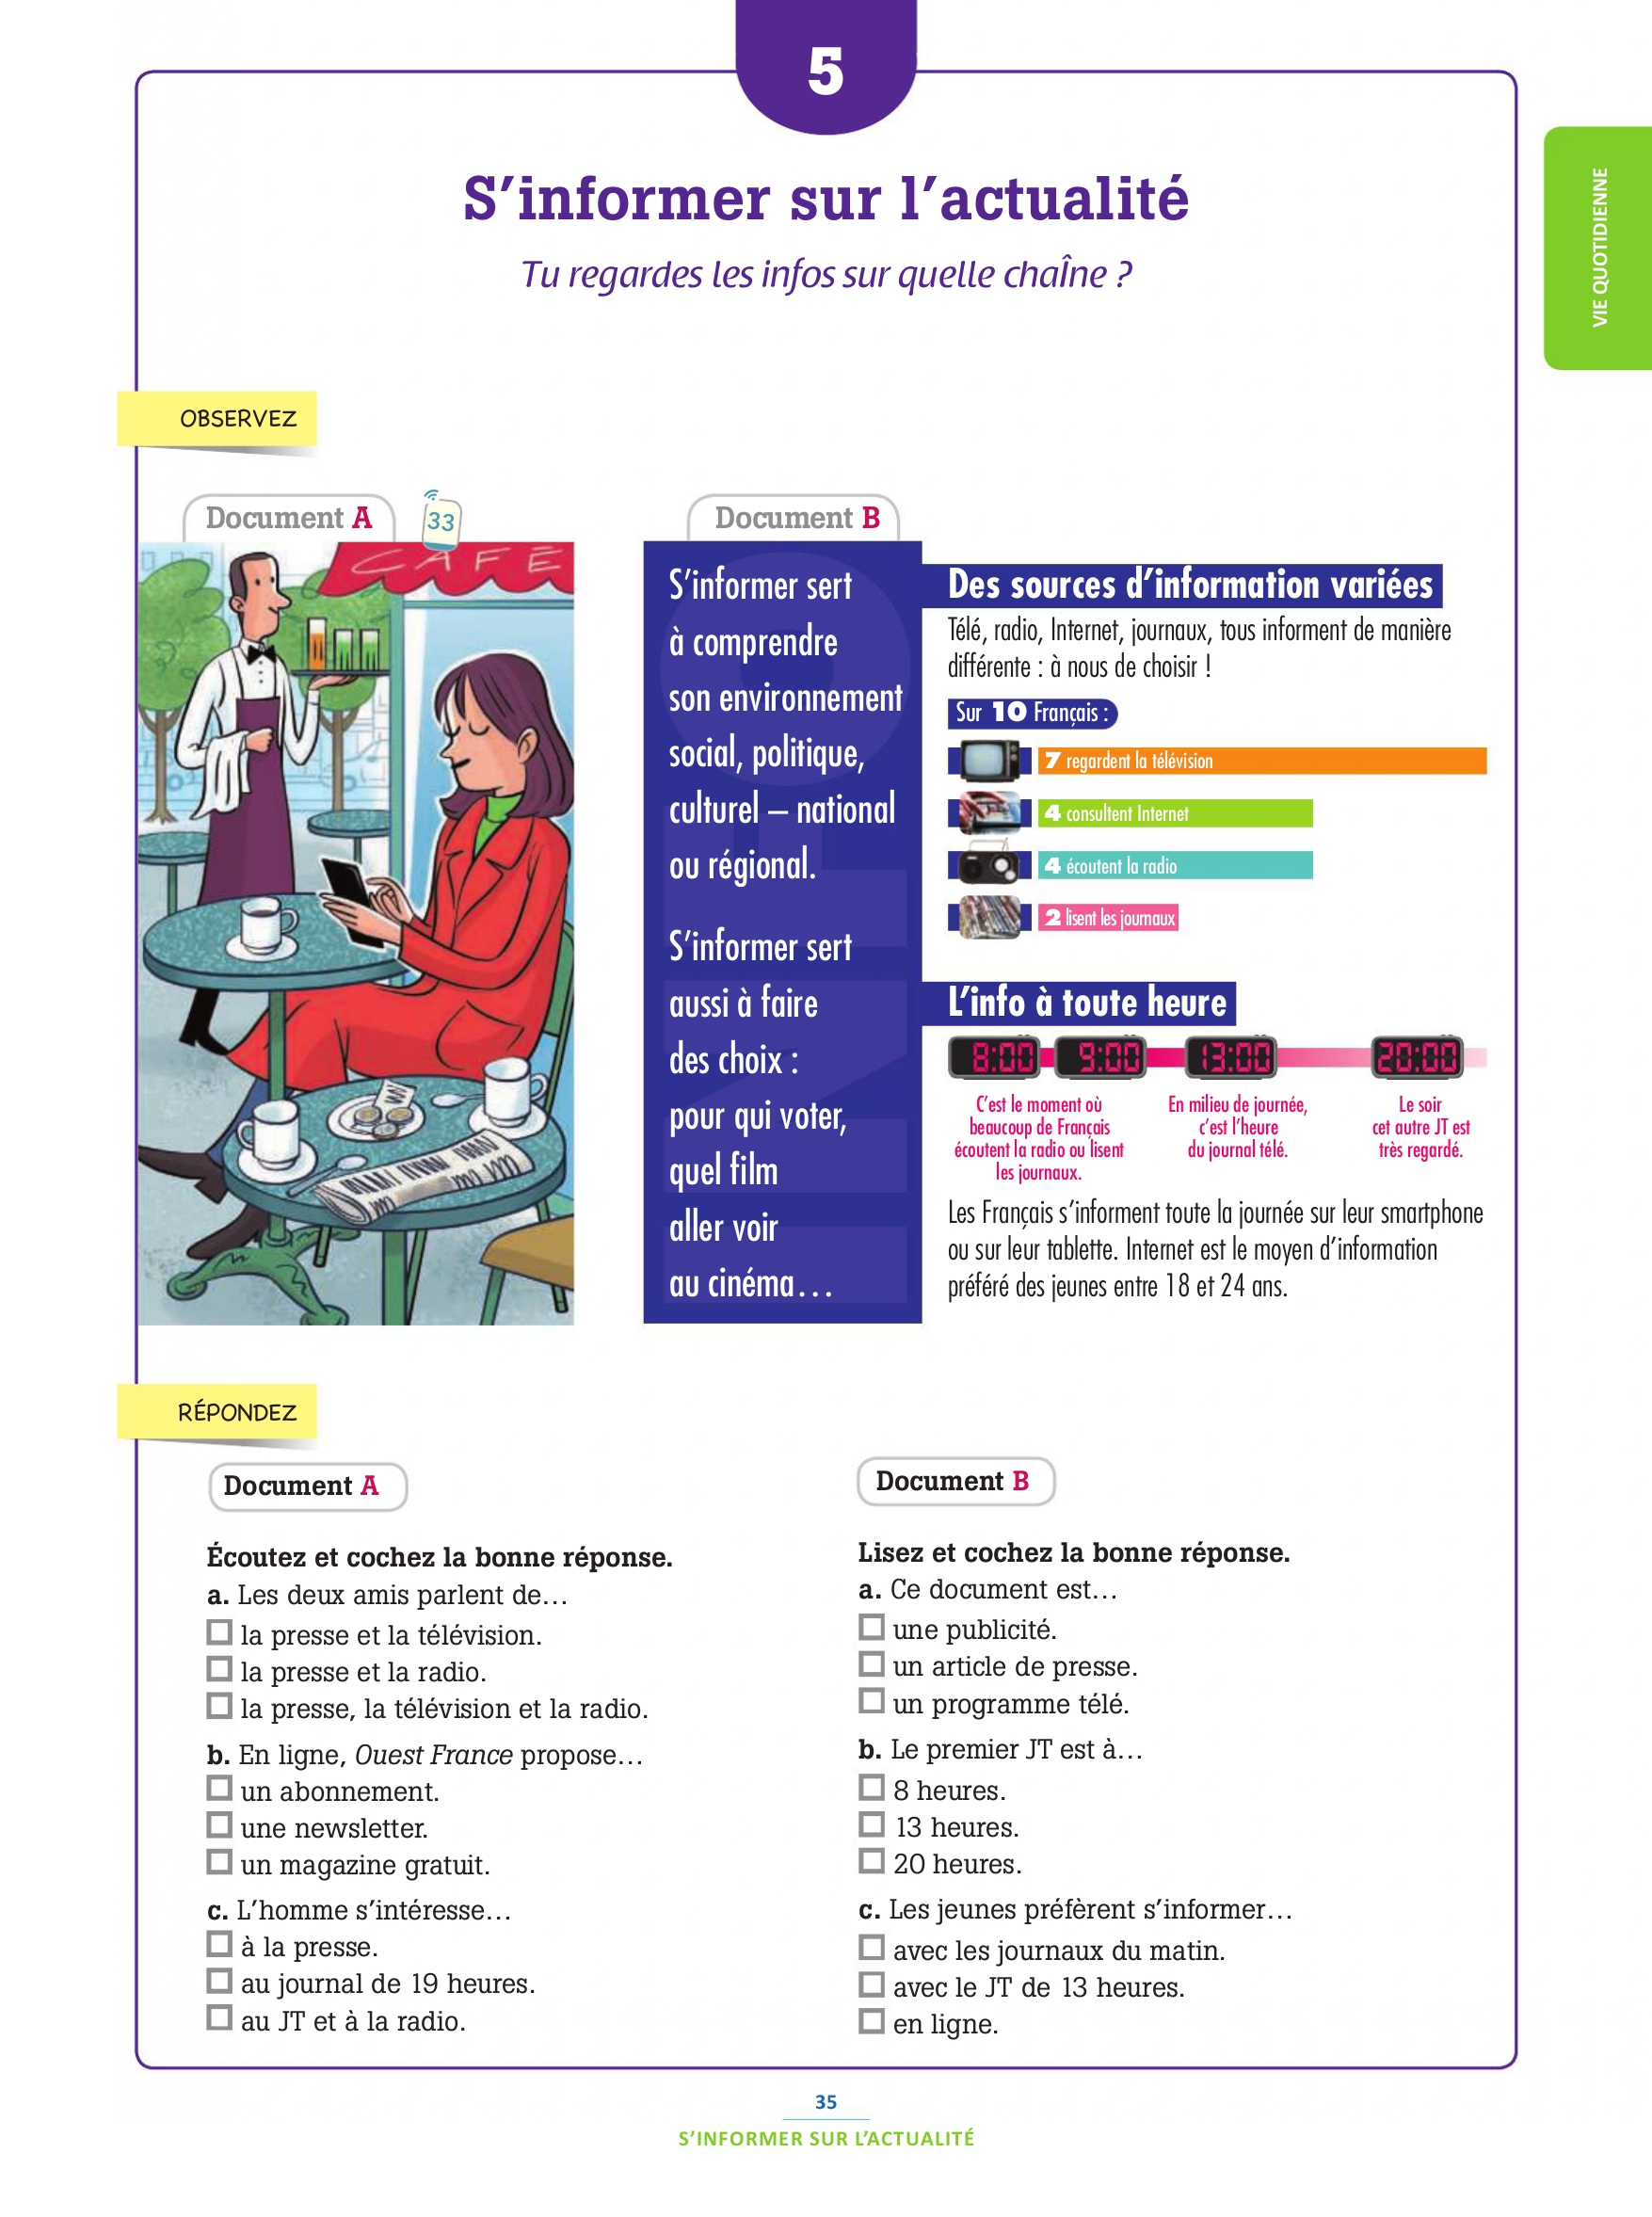 5
S'informer sur l'actualité
Tu regardes les infos sur quelle chaÎne ?
VIE QUOTIDIENNE
OBSERVEZ
Document A
33
CAFÉ
Document B
S'informer sert
à comprendre
son environnement
social, politique,
culturel – national
ou régional.
S'informer sert
aussi à faire
des choix :
pour qui voter,
quel film
aller voir
au cinéma...
Des sources d'information variées
Télé, radio, Internet, journaux, tous informent de manière
différente : à nous de choisir !
Sur 10 Français :
7 regardent la télévision
4 consultent Internet
4 écoutent la radio
2 lisent les journaux
L'info à toute heure
8:00 9:00 13:00 20:00
C'est le moment où
beaucoup de Français
écoutent la radio ou lisent
les journaux.
En milieu de journée,
c'est l'heure
du journal télé.
Le soir
cet autre JT est
très regardé.
Les Français s'informent toute la journée sur leur smartphone
ou sur leur tablette. Internet est le moyen d'information
préféré des jeunes entre 18 et 24 ans.
RÉPONDEZ
Document A
Écoutez et cochez la bonne réponse.
a. Les deux amis parlent de...
la presse et la télévision.
la presse et la radio.
la presse, la télévision et la radio.
b. En ligne, Ouest France propose...
un abonnement.
une newsletter.
un magazine gratuit.
c. L'homme s'intéresse...
à la presse.
au journal de 19 heures.
au JT et à la radio.
Document B
Lisez et cochez la bonne réponse.
a. Ce document est...
une publicité.
un article de presse.
un programme télé.
b. Le premier JT est à...
8 heures.
13 heures.
20 heures.
c. Les jeunes préfèrent s'informer...
avec les journaux du matin.
avec le JT de 13 heures.
en ligne.
35
S'INFORMER SUR L'ACTUALITÉ